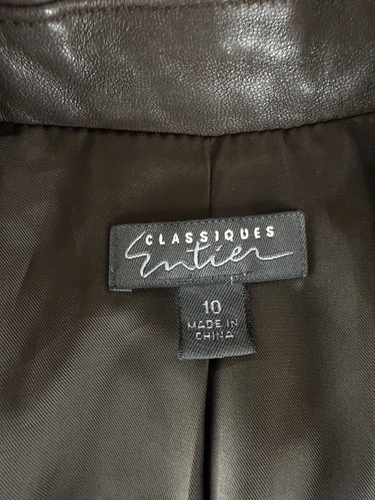 CLASSIQUES
Entier
10
MADE IN
CHINA